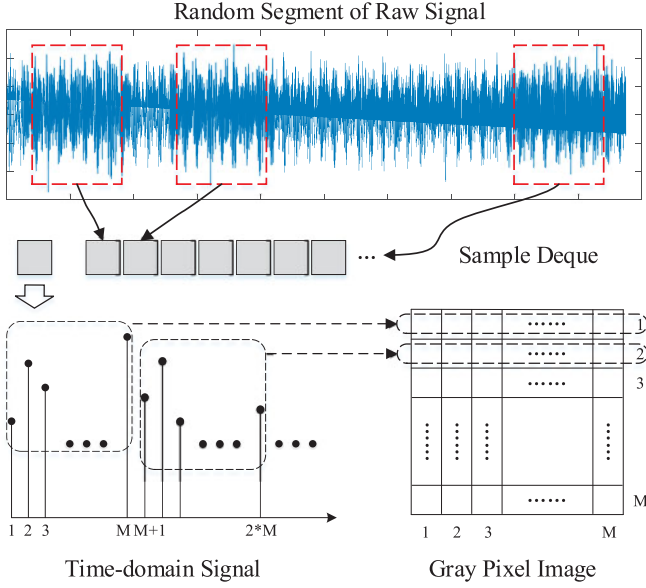 Random Segment of Raw Signal
Sample Deque
...
1
2
3
M
1 2 3 M M+1 2*M
1 2 3 M
Time-domain Signal Gray Pixel Image